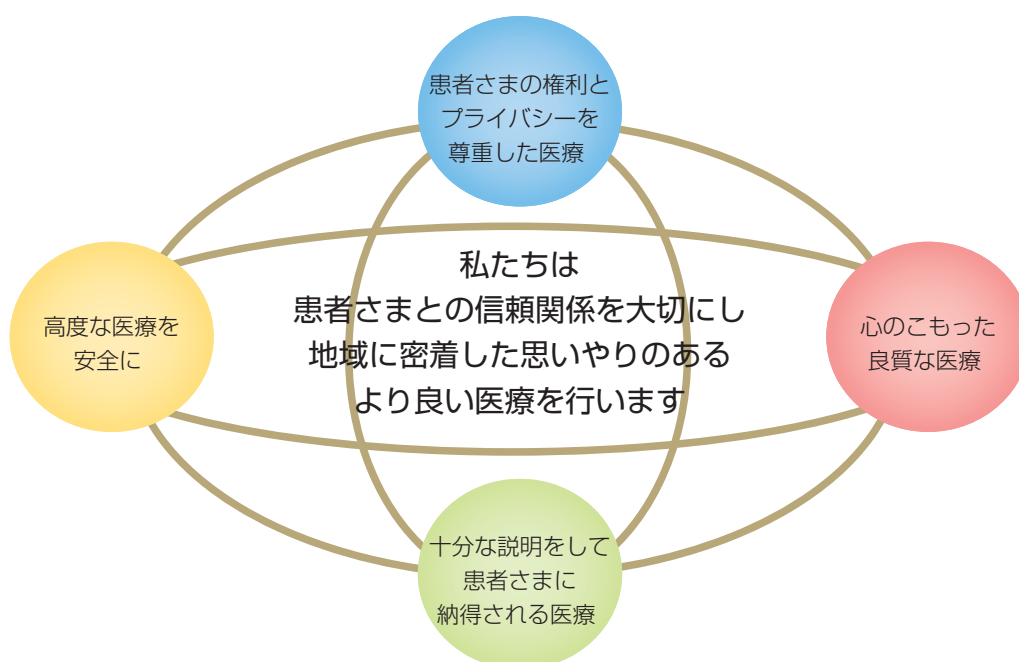 患者さまの権利と
プライバシーを
尊重した医療
私たちは
患者さまとの信頼関係を大切にし
地域に密着した思いやりのある
より良い医療を行います
高度な医療を
安全に
心のこもった
良質な医療
十分な説明をして
患者さまに
納得される医療